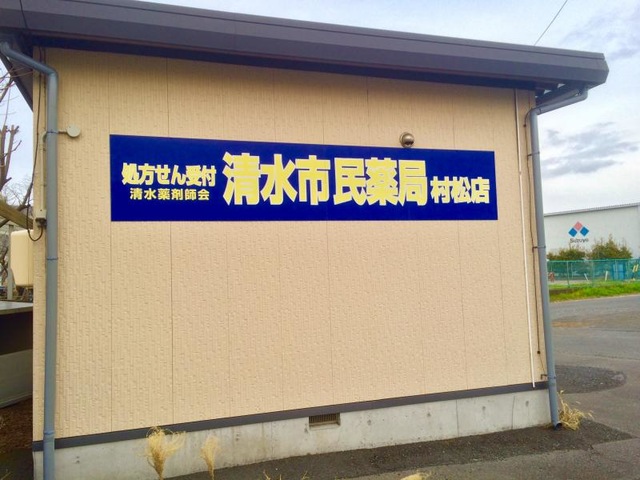 処方せん受付
清水薬剤師会
清水市民薬局 村松店
Suzuyo